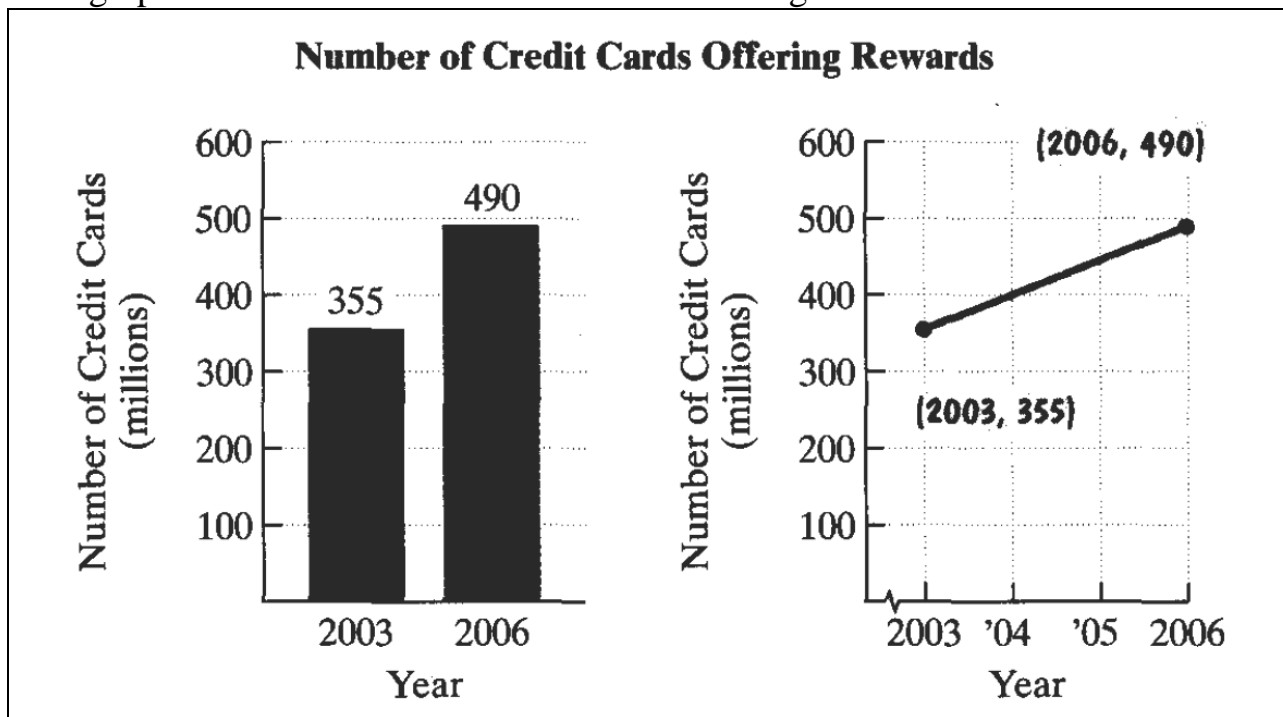 Number of Credit Cards Offering Rewards
Number of Credit Cards
(millions)
600
500
400
300
200
100
355
490
2003 2006
Year
Number of Credit Cards
(millions)
600
500
400
300
200
100
(2006, 490)
(2003, 355)
2003 '04 '05 2006
Year